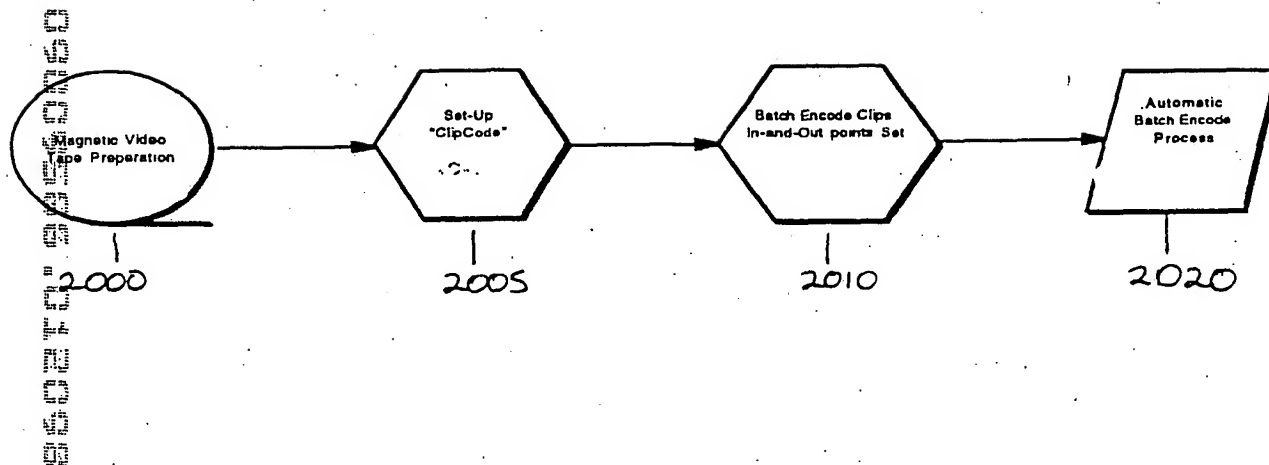 Magnetic Video
Tape Preperation
Set-Up
"ClipCode"
Batch Encode Clips
In-and-Out points Set
Automatic
Batch Encode
Process
2000
2005
2010
2020